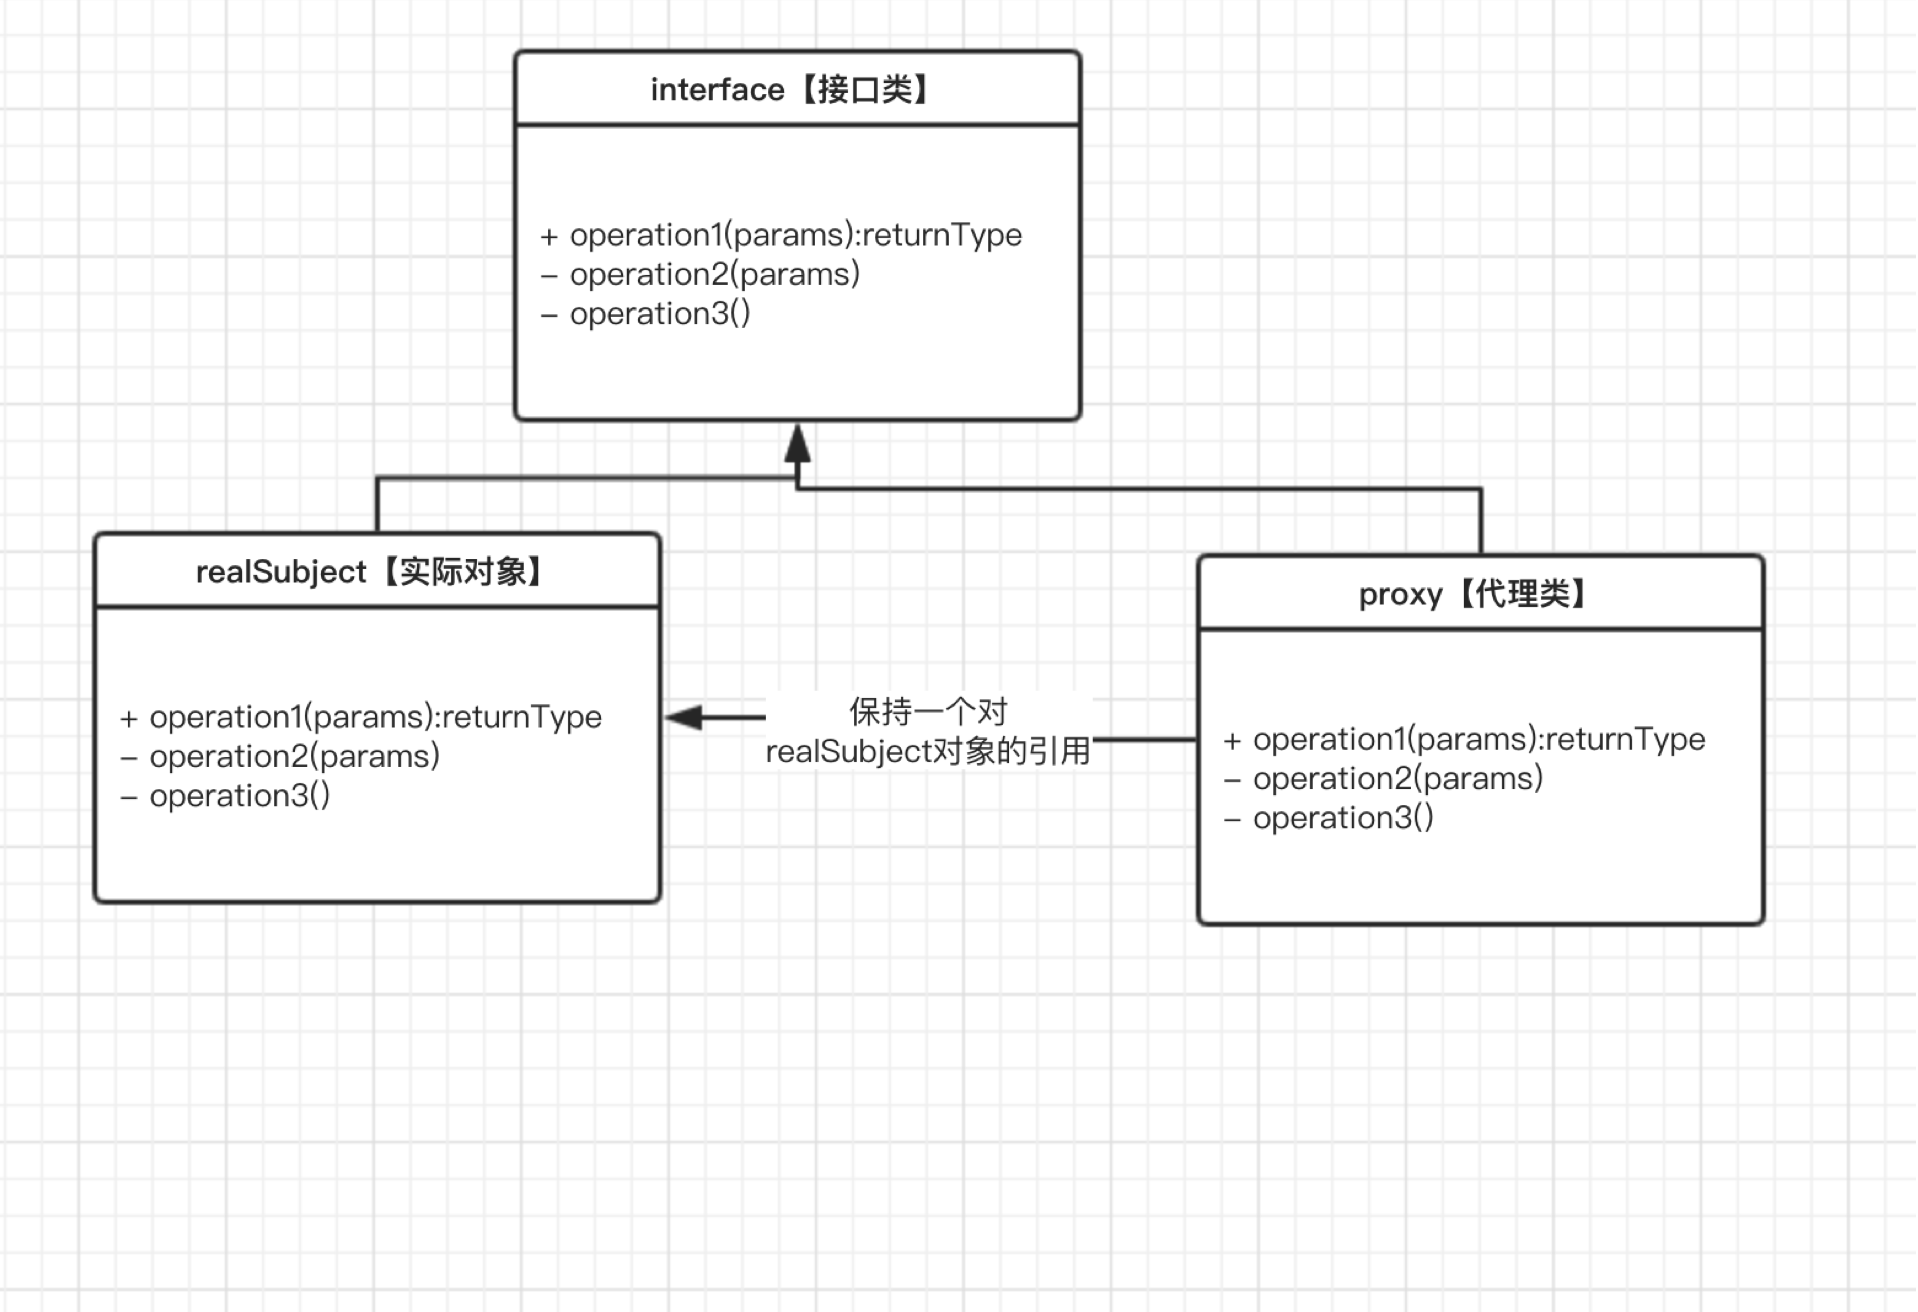 interface【接口类】
+ operation1(params):returnType
– operation2(params)
– operation3()
realSubject【实际对象】
+ operation1(params):returnType
– operation2(params)
– operation3()
保持一个对
realSubject对象的引用
proxy【代理类】
+ operation1(params):returnType
– operation2(params)
– operation3()